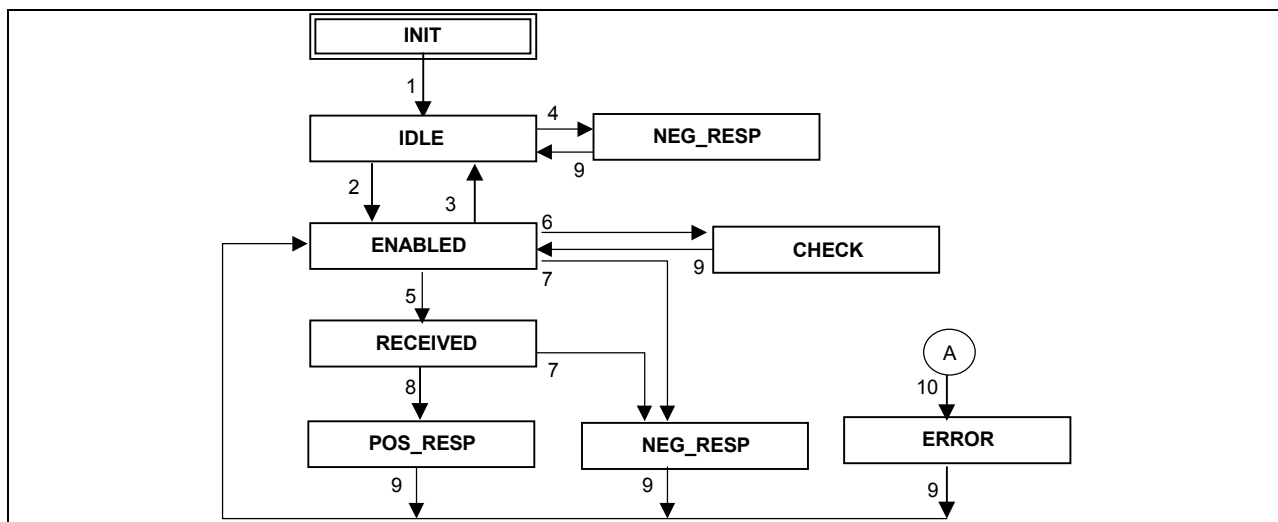 INIT
1
IDLE
4
NEG_RESP
9
2
3
ENABLED
6
CHECK
9
7
5
RECEIVED
7
A
8
10
POS_RESP
NEG_RESP
ERROR
9
9
9